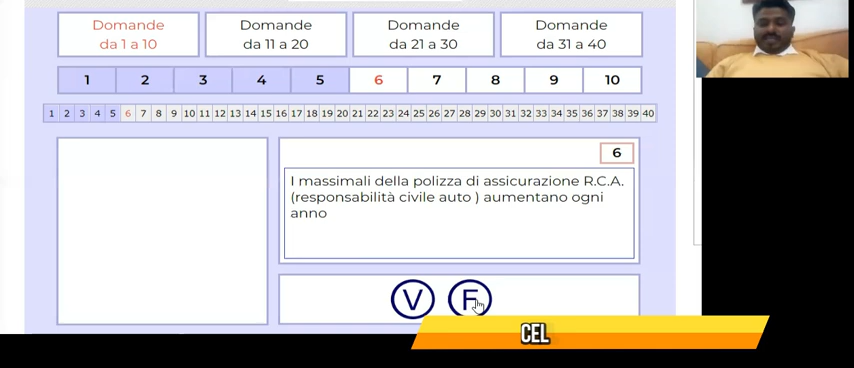 Domande
da 1 a 10
Domande
da 11 a 20
Domande
da 21 a 30
Domande
da 31 a 40
1 2 3 4 5 6 7 8 9 10
1 2 3 4 5 6 7 8 9 10 11 12 13 14 15 16 17 18 19 20 21 22 23 24 25 26 27 28 29 30 31 32 33 34 35 36 37 38 39 40
6
I massimali della polizza di assicurazione R.C.A.
(responsabilità civile auto ) aumentano ogni
anno
V F
CEL